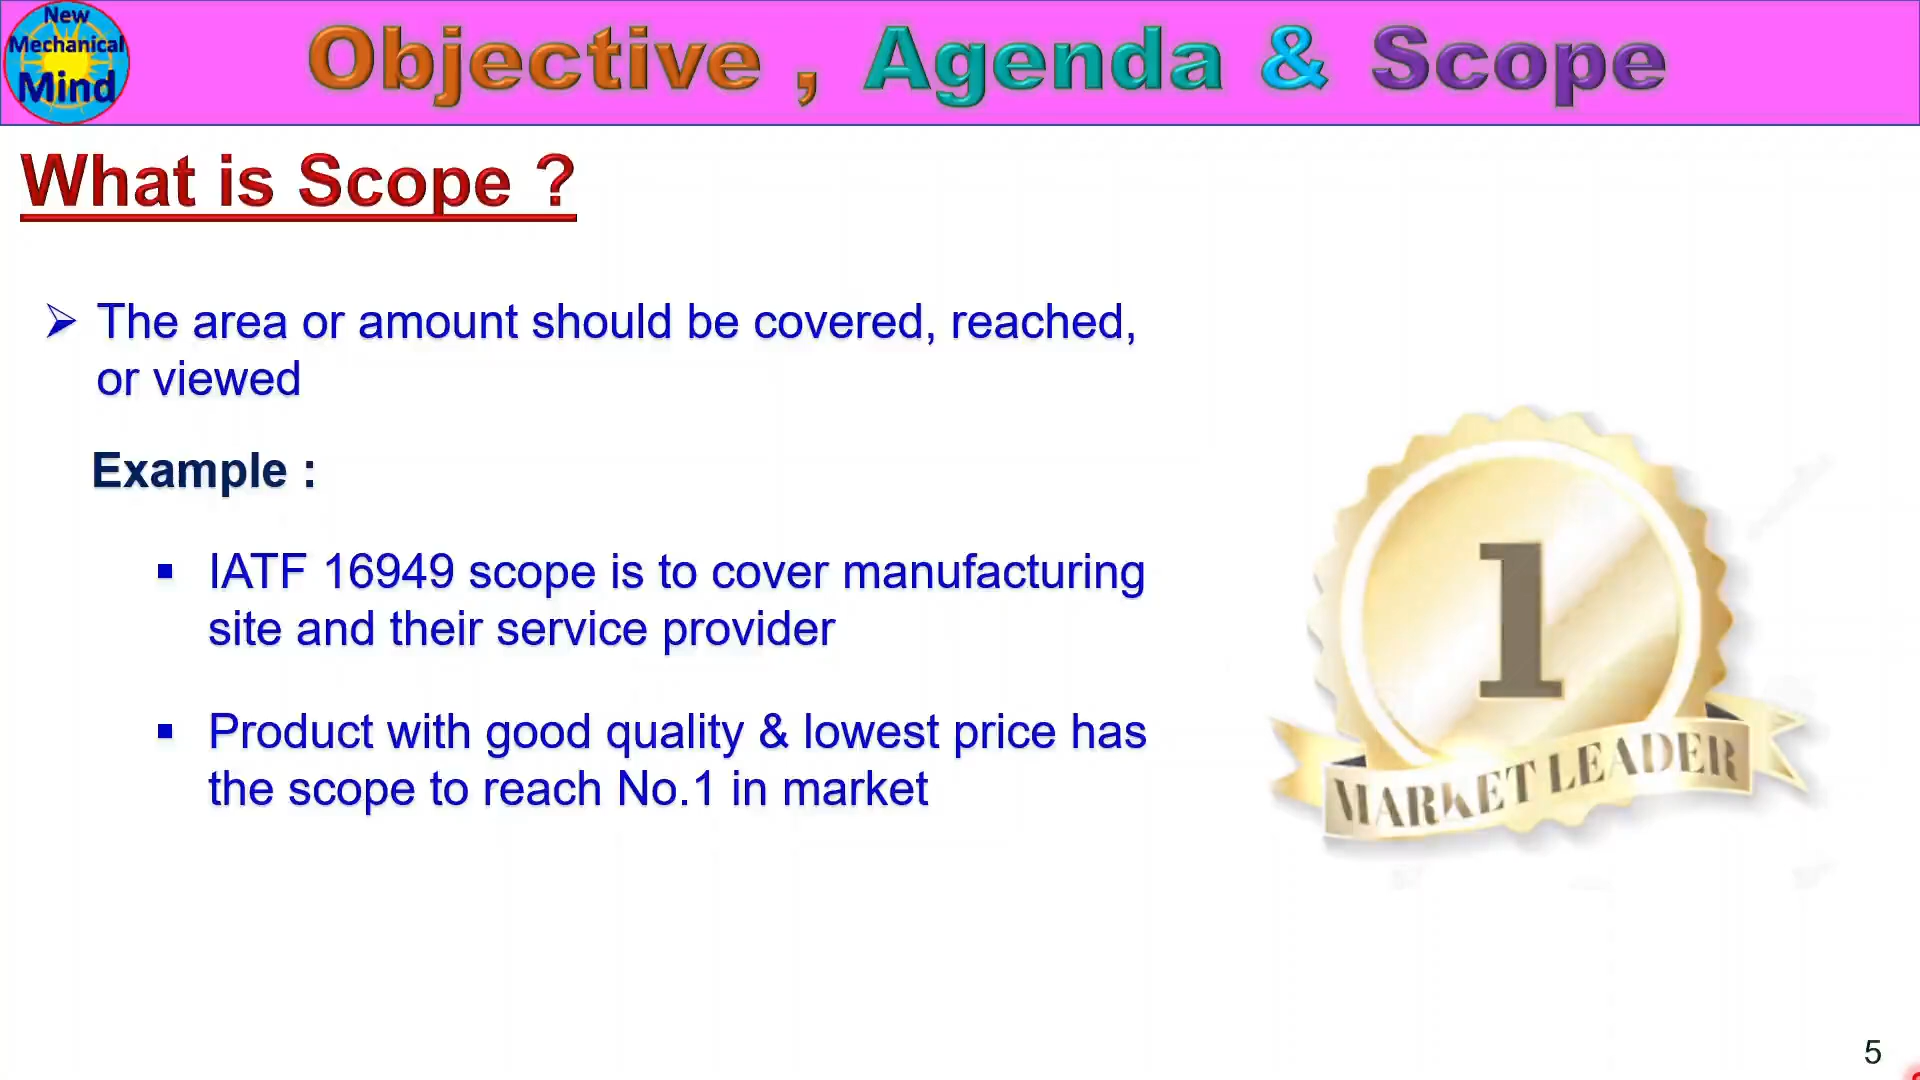 New
Mechanical
Mind
Objective , Agenda & Scope
What is Scope ?
The area or amount should be covered, reached,
or viewed
Example :
IATF 16949 scope is to cover manufacturing
site and their service provider
Product with good quality & lowest price has
the scope to reach No.1 in market
1
MARKET LEADER
5